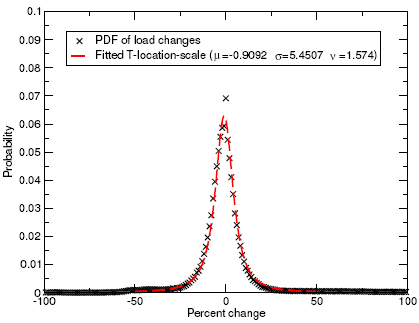 0.1
0.09
0.08
0.07
0.06
0.05
0.04
0.03
0.02
0.01
0
Probability
PDF of load changes
Fitted T-location-scale (μ=-0.9092 σ=5.4507 ν =1.574)
-100 -50 0 50 100
Percent change